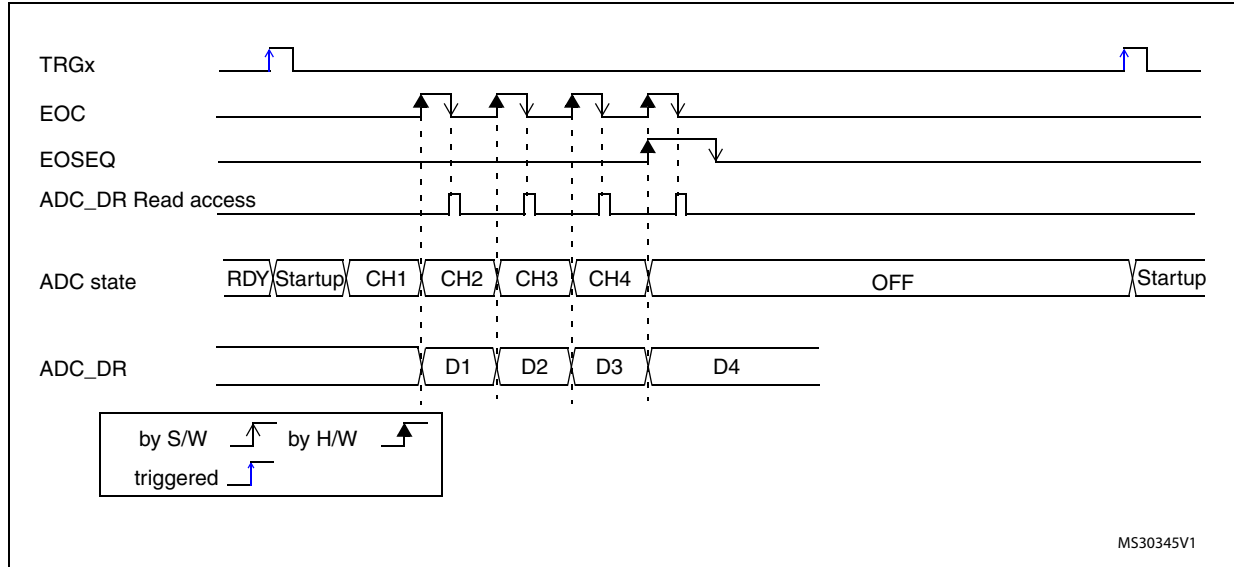 TRGx
EOC
EOSEQ
ADC_DR Read access
ADC state RDY Startup CH1 CH2 CH3 CH4 OFF Startup
ADC_DR D1 D2 D3 D4
by S/W by H/W
triggered
MS30345V1